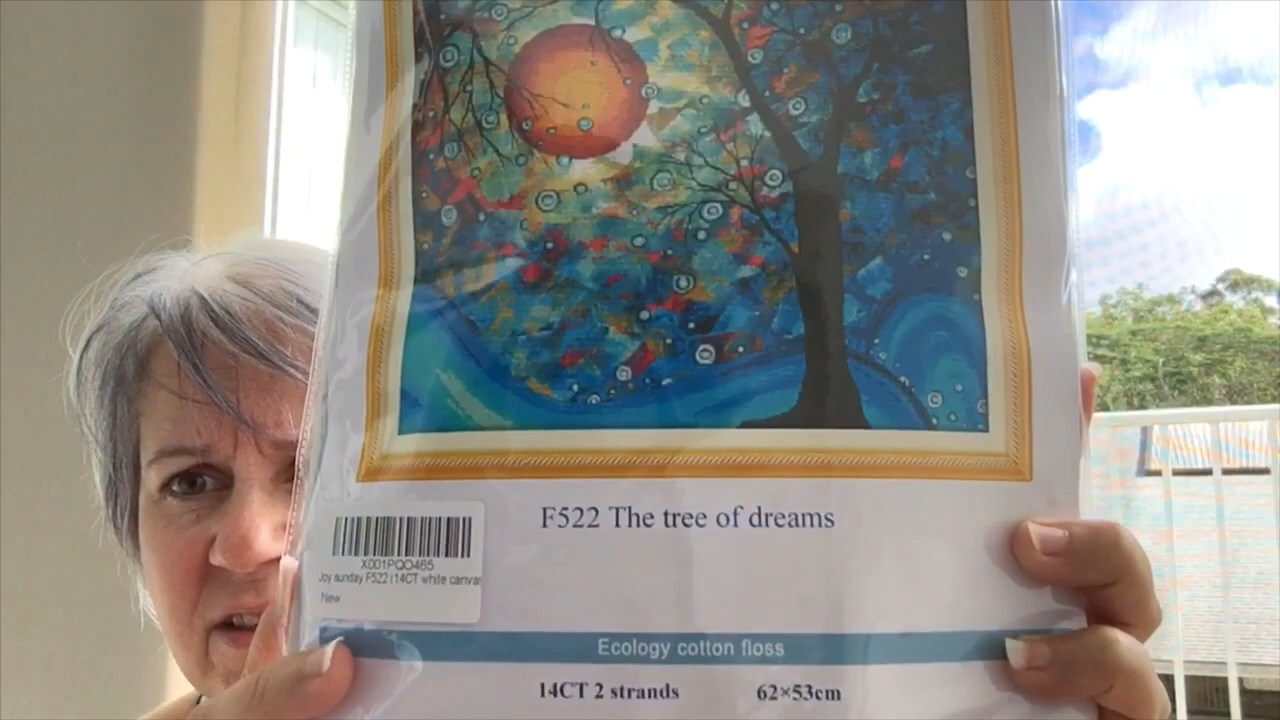 F522 The tree of dreams
X001PQO465
Joy sunday F522 (14CT white canvas
New
Ecology cotton floss
14CT 2 strands 62×53cm